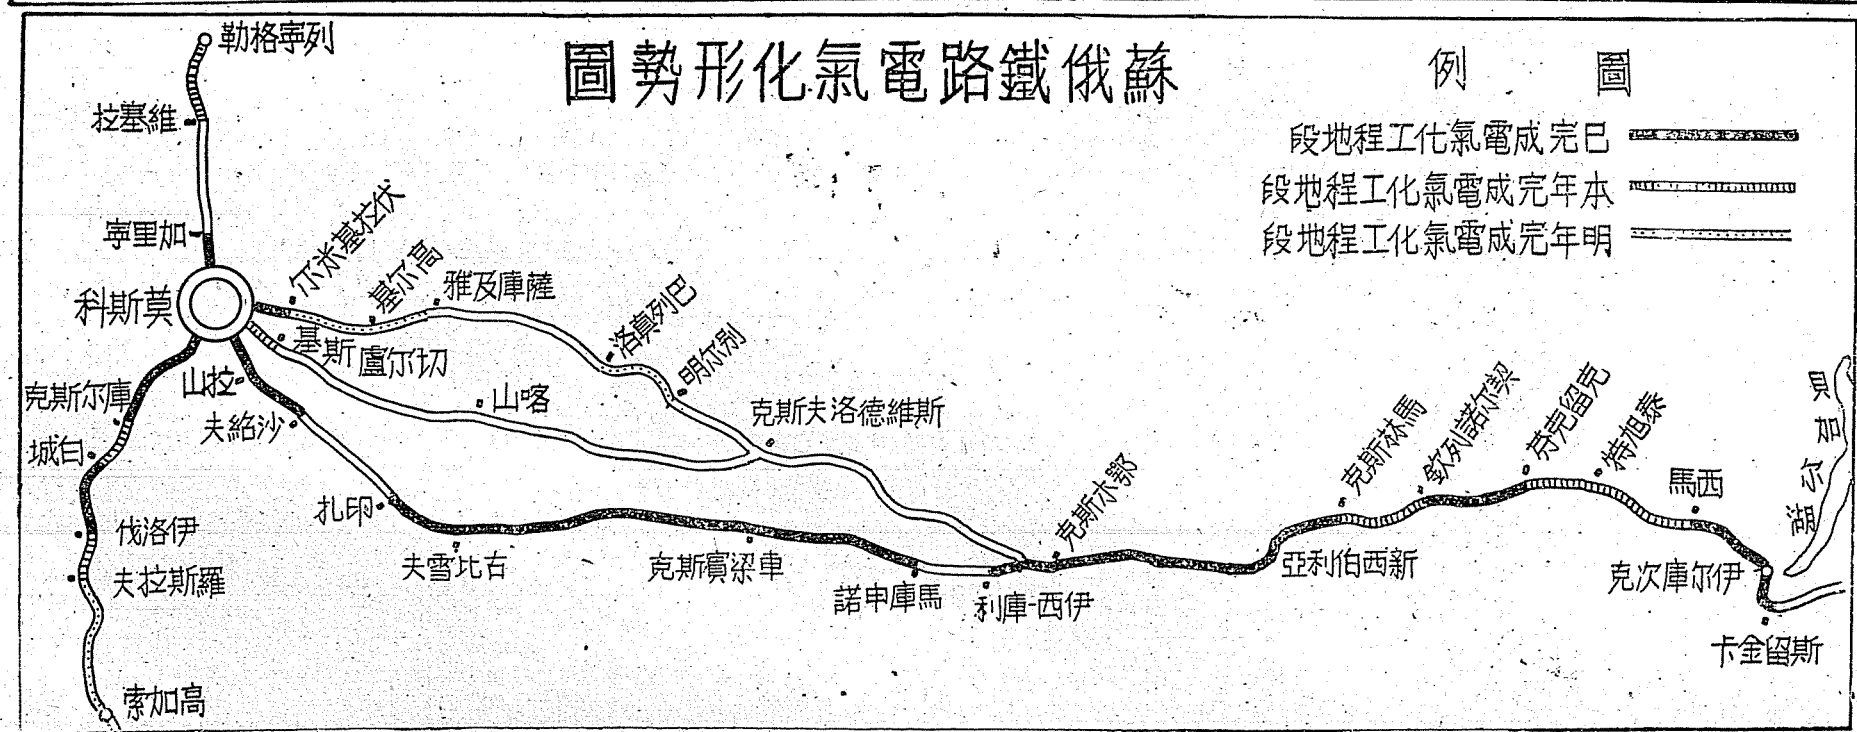 蘇俄鐵路電氣化形勢圖
圖例
已完成電氣化工程地段
本年完成電氣化工程地段
明年完成電氣化工程地段
列寧格勒
維塞拉
加里寧
莫斯科
伏拉基米尔
高尔基
薩庫及雅
巴列真洛
别尔明
斯維德洛夫斯克
斯基
切尔盧
喀山
拉山
沙絡夫
印扎
古比雪夫
車梁賓斯克
馬庫申諾
伊西-庫利
鄂木斯克
新西伯利亞
馬林斯克
契尔諾列欽
克留克芬
泰旭特
西馬
伊尔庫次克
斯留金卡
貝加尔湖
庫尔斯克
白城
伊洛伐
羅斯拉夫
高加索